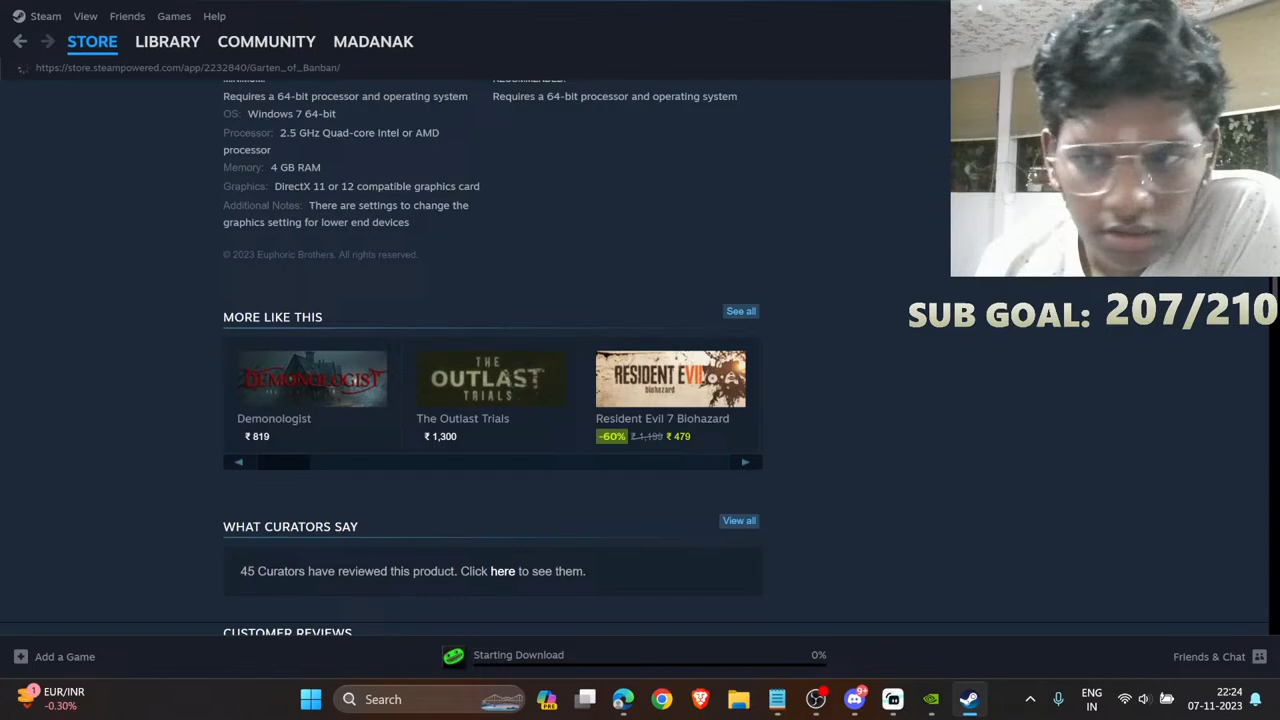 Steam View Friends Games Help
STORE LIBRARY COMMUNITY MADANAK
https://store.steampowered.com/app/2232840/Garten_of_Banban/
MINIMUM:
RECOMMENDED:
Requires a 64-bit processor and operating system
Requires a 64-bit processor and operating system
OS: Windows 7 64-bit
Processor: 2.5 GHz Quad-core Intel or AMD
processor
Memory: 4 GB RAM
Graphics: DirectX 11 or 12 compatible graphics card
Additional Notes: There are settings to change the
graphics setting for lower end devices
© 2023 Euphoric Brothers. All rights reserved.
SUB GOAL: 207/210
MORE LIKE THIS
See all
DEMONOLOGIST
THE
OUTLAST
TRIALS
RESIDENT EVIL
biohazard
Demonologist
The Outlast Trials
Resident Evil 7 Biohazard
₹ 819
₹ 1,300
-60% ₹ 1,199 ₹ 479
WHAT CURATORS SAY
View all
45 Curators have reviewed this product. Click here to see them.
CUSTOMER REVIEWS
Add a Game
Starting Download
0%
Friends & Chat
1
EUR/INR
-0.30%
Search
PRE
9+
ENG
IN
22:24
07-11-2023